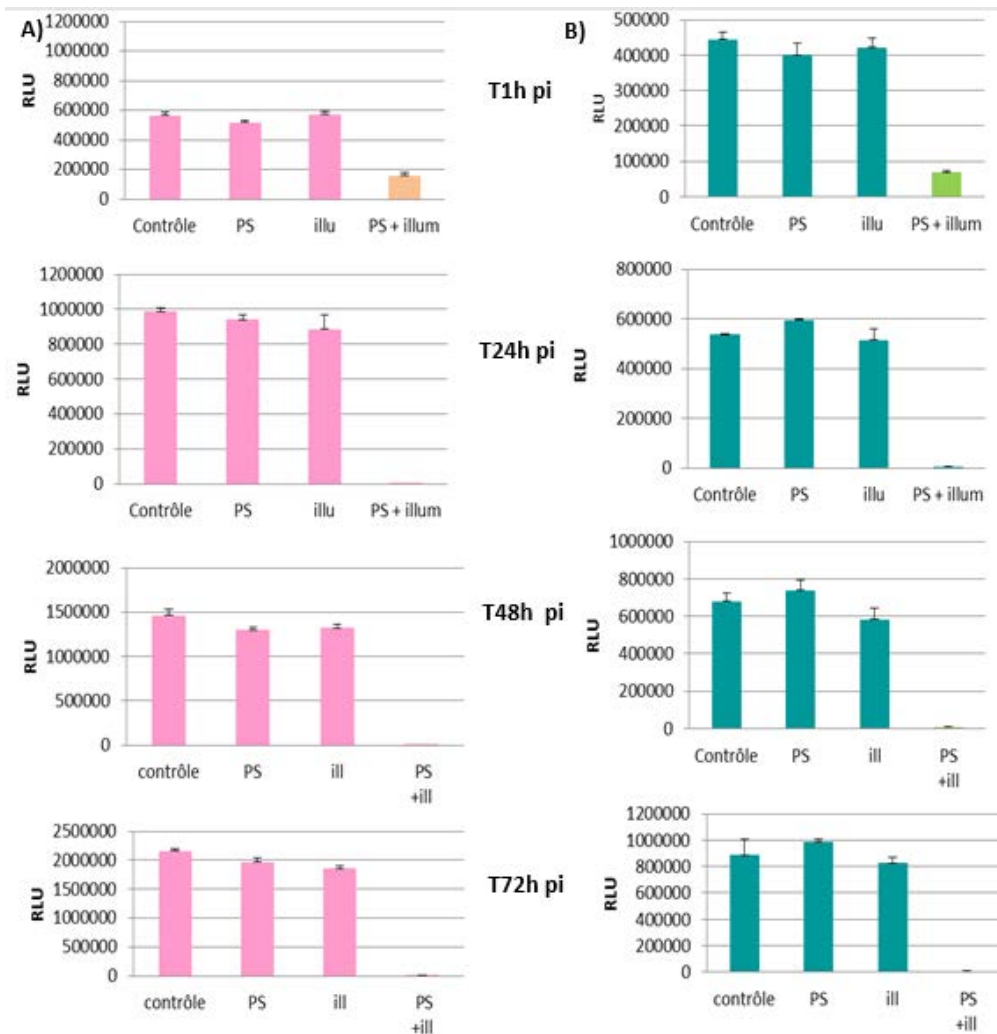 A)
1200000
1000000
800000
600000
400000
200000
0
RLU
Contrôle PS illu PS + illum
T1h pi
B)
500000
400000
300000
200000
100000
0
RLU
Contrôle PS illu PS + illum
1200000
1000000
800000
600000
400000
200000
0
RLU
Contrôle PS illu PS + illum
T24h pi
800000
600000
400000
200000
0
RLU
Contrôle PS illu PS + illum
2000000
1500000
1000000
500000
0
RLU
contrôle PS ill PS
+ill
T48h pi
1000000
800000
600000
400000
200000
0
RLU
Contrôle PS ill PS
+ill
2500000
2000000
1500000
1000000
500000
0
RLU
contrôle PS ill PS
+ill
T72h pi
1200000
1000000
800000
600000
400000
200000
0
RLU
contrôle PS ill PS
+ill